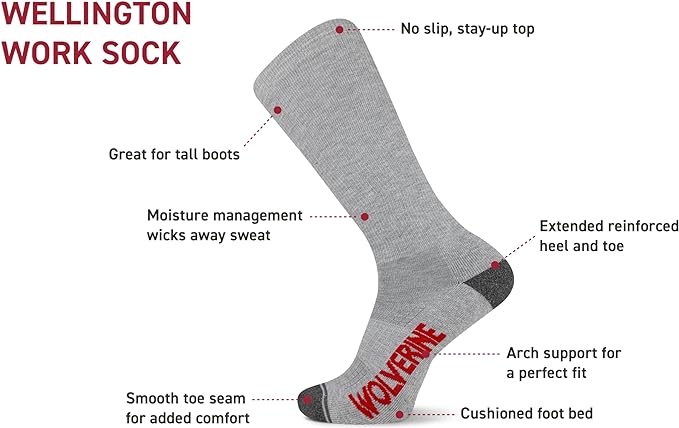 WELLINGTON
WORK SOCK
No slip, stay-up top
Great for tall boots
Moisture management
wicks away sweat
Extended reinforced
heel and toe
WOLVERINE
Arch support for
a perfect fit
Smooth toe seam
for added comfort
Cushioned foot bed